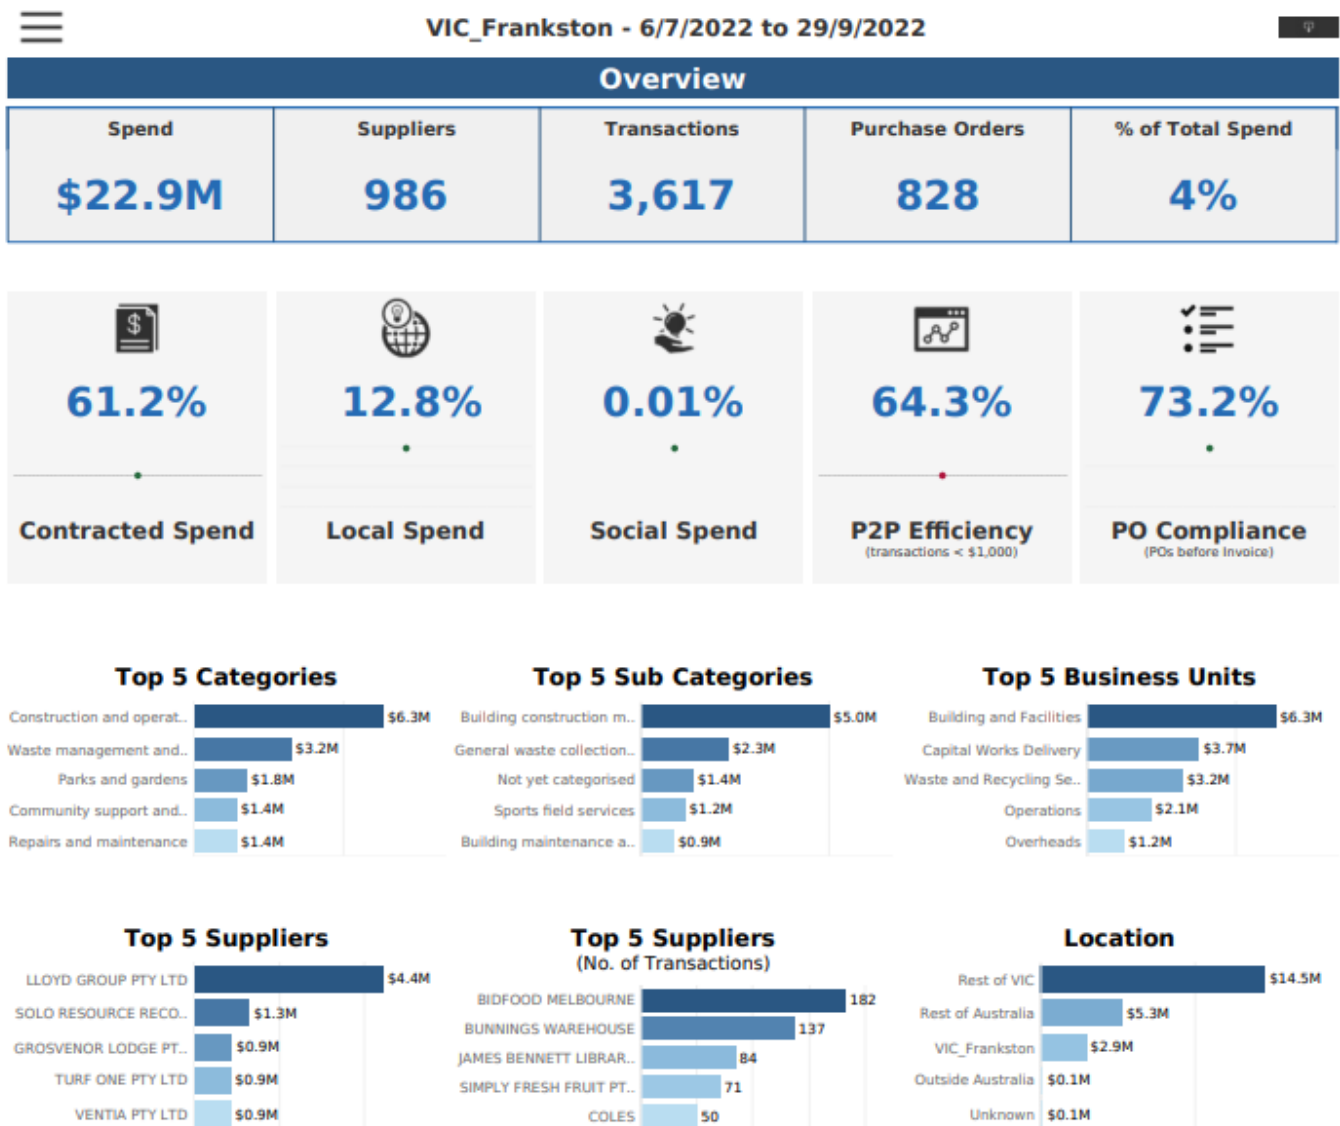 VIC_Frankston - 6/7/2022 to 29/9/2022
Overview
Spend Suppliers Transactions Purchase Orders % of Total Spend
$22.9M 986 3,617 828 4%
$
61.2% 12.8% 0.01% 64.3% 73.2%
Contracted Spend Local Spend Social Spend P2P Efficiency PO Compliance
(transactions < $1,000) (POs before Invoice)
Top 5 Categories
Construction and operat.. $6.3M
Waste management and.. $3.2M
Parks and gardens $1.8M
Community support and.. $1.4M
Repairs and maintenance $1.4M
Top 5 Sub Categories
Building construction m.. $5.0M
General waste collection.. $2.3M
Not yet categorised $1.4M
Sports field services $1.2M
Building maintenance a.. $0.9M
Top 5 Business Units
Building and Facilities $6.3M
Capital Works Delivery $3.7M
Waste and Recycling Se.. $3.2M
Operations $2.1M
Overheads $1.2M
Top 5 Suppliers
LLOYD GROUP PTY LTD $4.4M
SOLO RESOURCE RECO.. $1.3M
GROSVENOR LODGE PT.. $0.9M
TURF ONE PTY LTD $0.9M
VENTIA PTY LTD $0.9M
Top 5 Suppliers
(No. of Transactions)
BIDFOOD MELBOURNE 182
BUNNINGS WAREHOUSE 137
JAMES BENNETT LIBRAR.. 84
SIMPLY FRESH FRUIT PT.. 71
COLES 50
Location
Rest of VIC $14.5M
Rest of Australia $5.3M
VIC_Frankston $2.9M
Outside Australia $0.1M
Unknown $0.1M